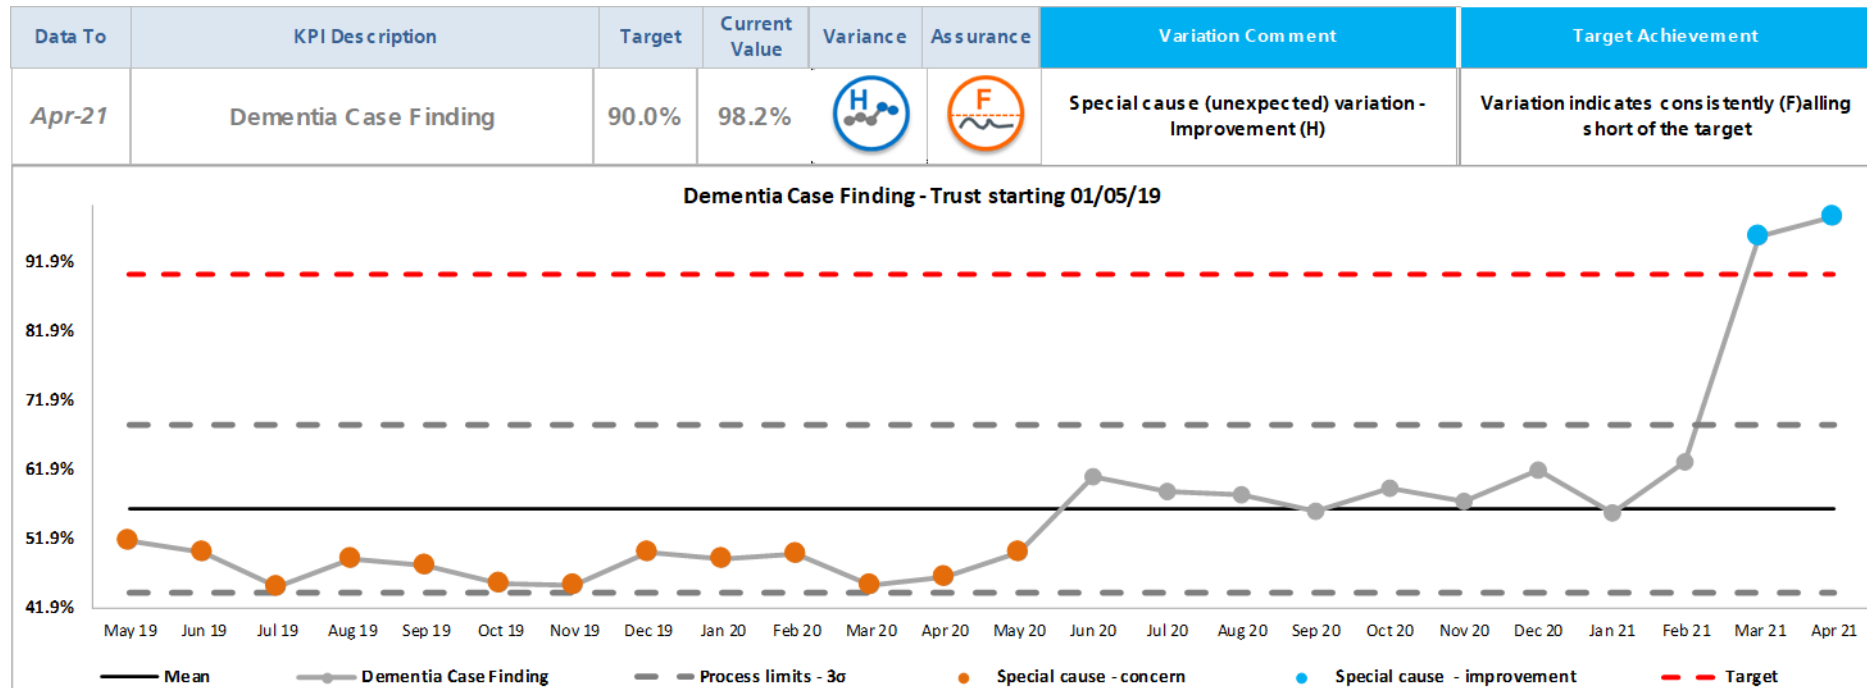 Data To KPI Description Target Current Value Variance Assurance Variation Comment Target Achievement
Apr-21 Dementia Case Finding 90.0% 98.2% H F Special cause (unexpected) variation - Improvement (H) Variation indicates consistently (F)alling short of the target
Dementia Case Finding - Trust starting 01/05/19
91.9%
81.9%
71.9%
61.9%
51.9%
41.9%
May 19 Jun 19 Jul 19 Aug 19 Sep 19 Oct 19 Nov 19 Dec 19 Jan 20 Feb 20 Mar 20 Apr 20 May 20 Jun 20 Jul 20 Aug 20 Sep 20 Oct 20 Nov 20 Dec 20 Jan 21 Feb 21 Mar 21 Apr 21
Mean Dementia Case Finding Process limits - 3σ Special cause - concern Special cause - improvement Target